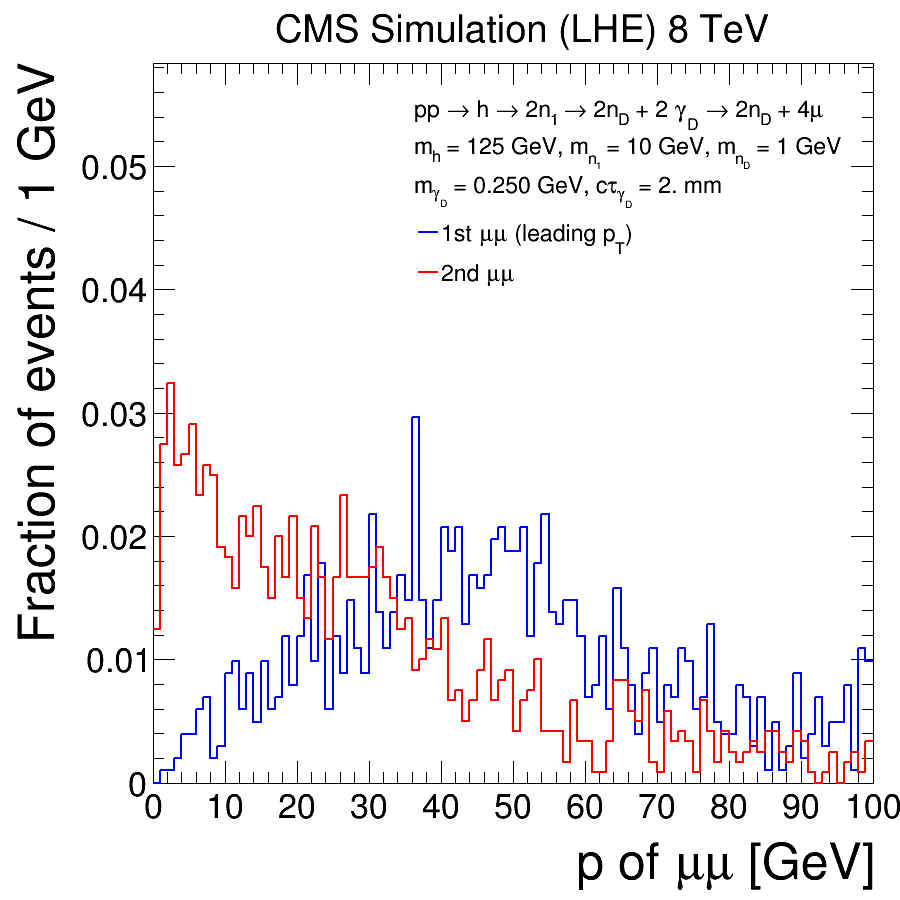 CMS Simulation (LHE) 8 TeV
Fraction of events / 1 GeV
pp → h → 2n1 → 2nD + 2 γD → 2nD + 4μ
mh = 125 GeV, mn1 = 10 GeV, mnD = 1 GeV
mγD = 0.250 GeV, cτγD = 2. mm
1st μμ (leading pT)
2nd μμ
0.05
0.04
0.03
0.02
0.01
0
0 10 20 30 40 50 60 70 80 90 100
p of μμ [GeV]